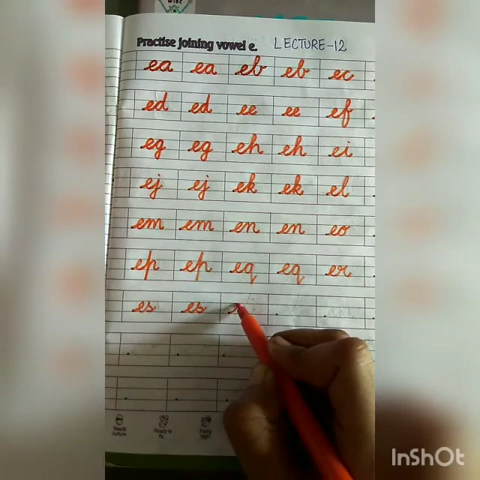 Practise joining vowel e. LECTURE-12
ea ea eb eb ec
ed ed ee ee ef
eg eg eh eh ei
ej ej ek ek el
em em en en eo
ep ep eq eq er
es es
InShOt